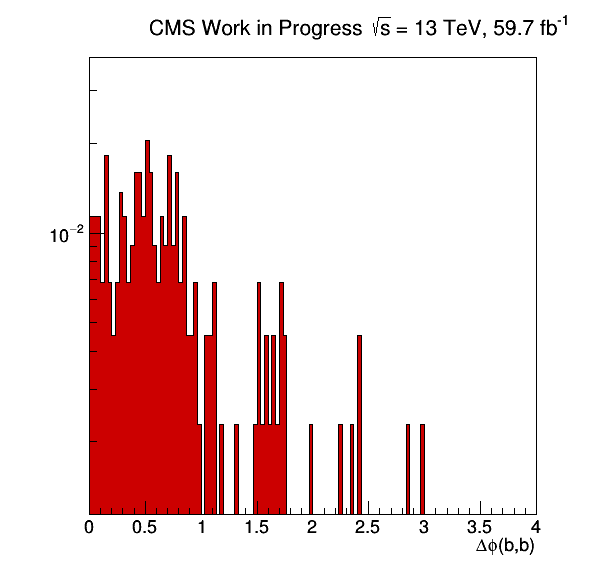 CMS Work in Progress √s = 13 TeV, 59.7 fb⁻¹
10⁻²
0 0.5 1 1.5 2 2.5 3 3.5 4
Δϕ(b,b)